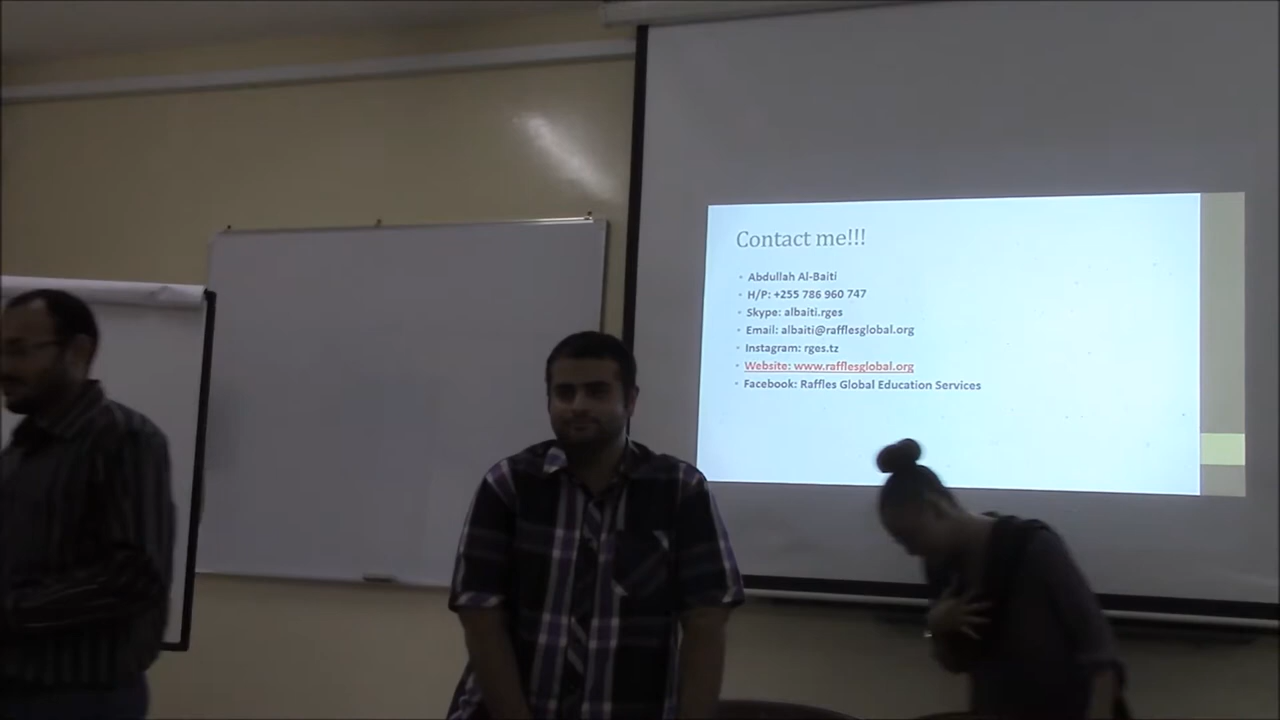 Contact me!!!
• Abdullah Al-Baiti
• H/P: +255 786 960 747
• Skype: albaiti.rges
• Email: albaiti@rafflesglobal.org
• Instagram: rges.tz
• Website: www.rafflesglobal.org
• Facebook: Raffles Global Education Services